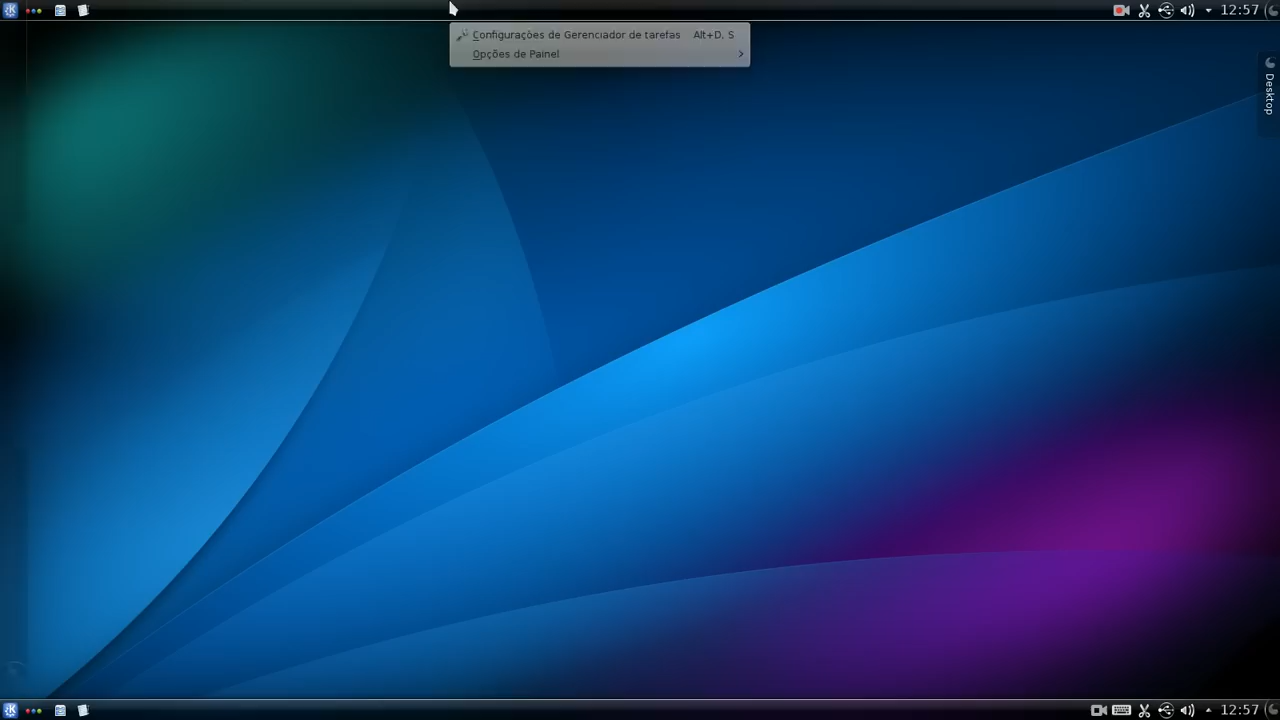 12:57
Configurações de Gerenciador de tarefas Alt+D, S
Opções de Painel
Desktop
12:57